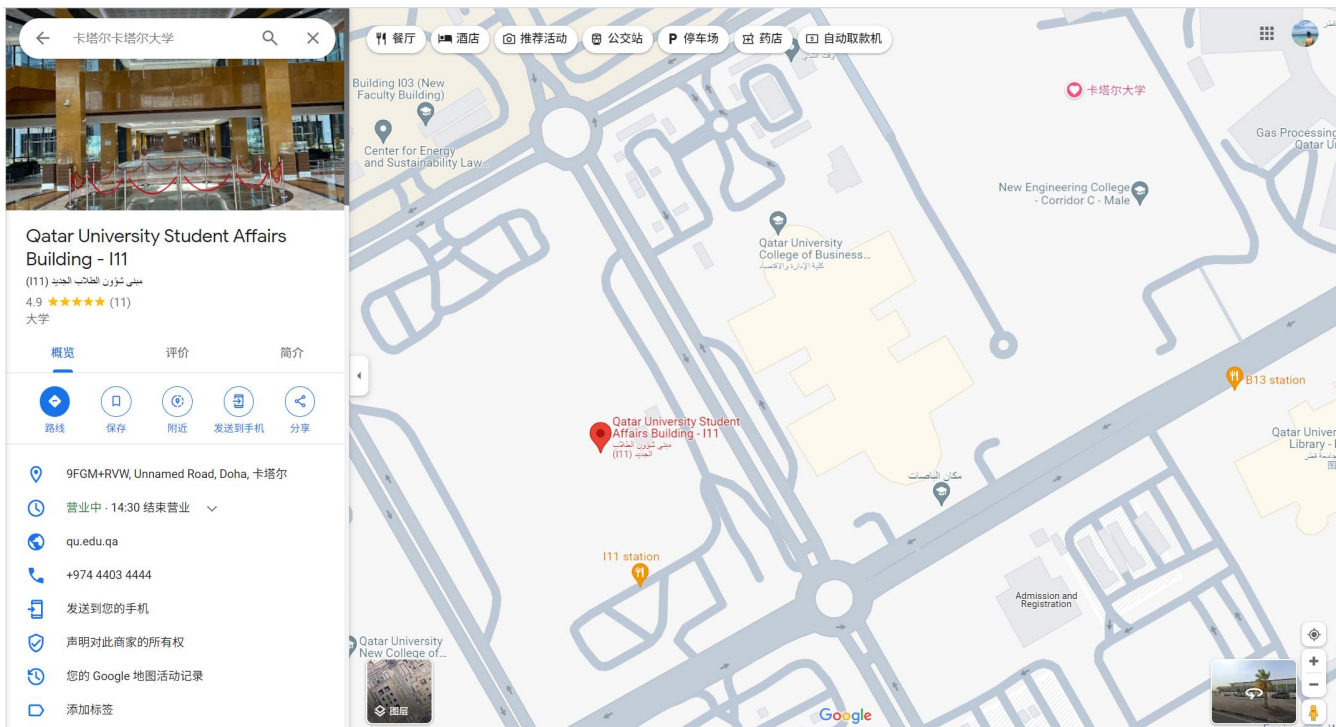 卡塔尔卡塔尔大学
Qatar University Student Affairs
Building - I11
مبنى شؤون الطلاب الجديد (I11)
4.9 (11)
大学
概览
评价
简介
路线
保存
附近
发送到手机
分享
9FGM+RVW, Unnamed Road, Doha, 卡塔尔
营业中 · 14:30 结束营业
qu.edu.qa
+974 4403 4444
发送到您的手机
声明对此商家的所有权
您的 Google 地图活动记录
添加标签
餐厅
酒店
推荐活动
公交站
P 停车场
药店
自动取款机
Building I03 (New
Faculty Building)
Center for Energy
and Sustainability Law...
卡塔尔大学
Gas Processing
Qatar Un
New Engineering College
- Corridor C - Male
Qatar University
College of Business...
كلية الإدارة والاقتصاد
B13 station
Qatar University Student
Affairs Building - I11
مبنى شؤون الطلاب
الجديد (I11)
Qatar Univer
Library -
جامعة قطر
مكان الباصات
I11 station
Admission and
Registration
Qatar University
New College of...
图层
Google